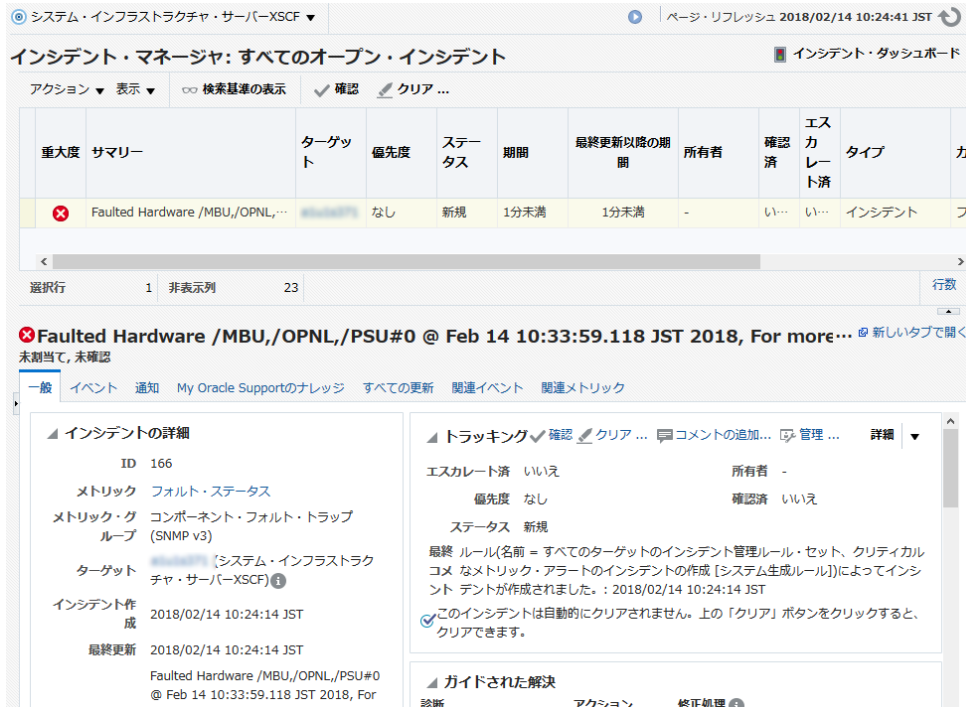 システム・インフラストラクチャ・サーバーXSCF ▼
ページ・リフレッシュ 2018/02/14 10:24:41 JST
インシデント・マネージャ: すべてのオープン・インシデント
インシデント・ダッシュボード
アクション ▼ 表示 ▼ 検索基準の表示 確認 クリア ...
重大度 サマリー ターゲット 優先度 ステータス 期間 最終更新以降の期間 所有者 確認済 エスカレート済 タイプ
Faulted Hardware /MBU,/OPNL,… なし 新規 1分未満 1分未満 - い… い… インシデント
選択行 1 非表示列 23
行数
Faulted Hardware /MBU,/OPNL,/PSU#0 @ Feb 14 10:33:59.118 JST 2018, For more…
新しいタブで開く
未割当て, 未確認
一般 イベント 通知 My Oracle Supportのナレッジ すべての更新 関連イベント 関連メトリック
インシデントの詳細
ID 166
メトリック フォルト・ステータス
メトリック・グループ コンポーネント・フォルト・トラップ
(SNMP v3)
ターゲット (システム・インフラストラク
チャ・サーバーXSCF)
インシデント作成 2018/02/14 10:24:14 JST
最終更新 2018/02/14 10:24:14 JST
Faulted Hardware /MBU,/OPNL,/PSU#0
@ Feb 14 10:33:59.118 JST 2018, For
トラッキング 確認 クリア ... コメントの追加... 管理 ... 詳細 ▼
エスカレート済 いいえ 所有者 -
優先度 なし 確認済 いいえ
ステータス 新規
最終コメント ルール(名前 = すべてのターゲットのインシデント管理ルール・セット、クリティカル
なメトリック・アラートのインシデントの作成 [システム生成ルール])によってインシ
デントが作成されました。: 2018/02/14 10:24:14 JST
このインシデントは自動的にクリアされません。上の「クリア」ボタンをクリックすると、
クリアできます。
ガイドされた解決
診断 アクション 修正処理